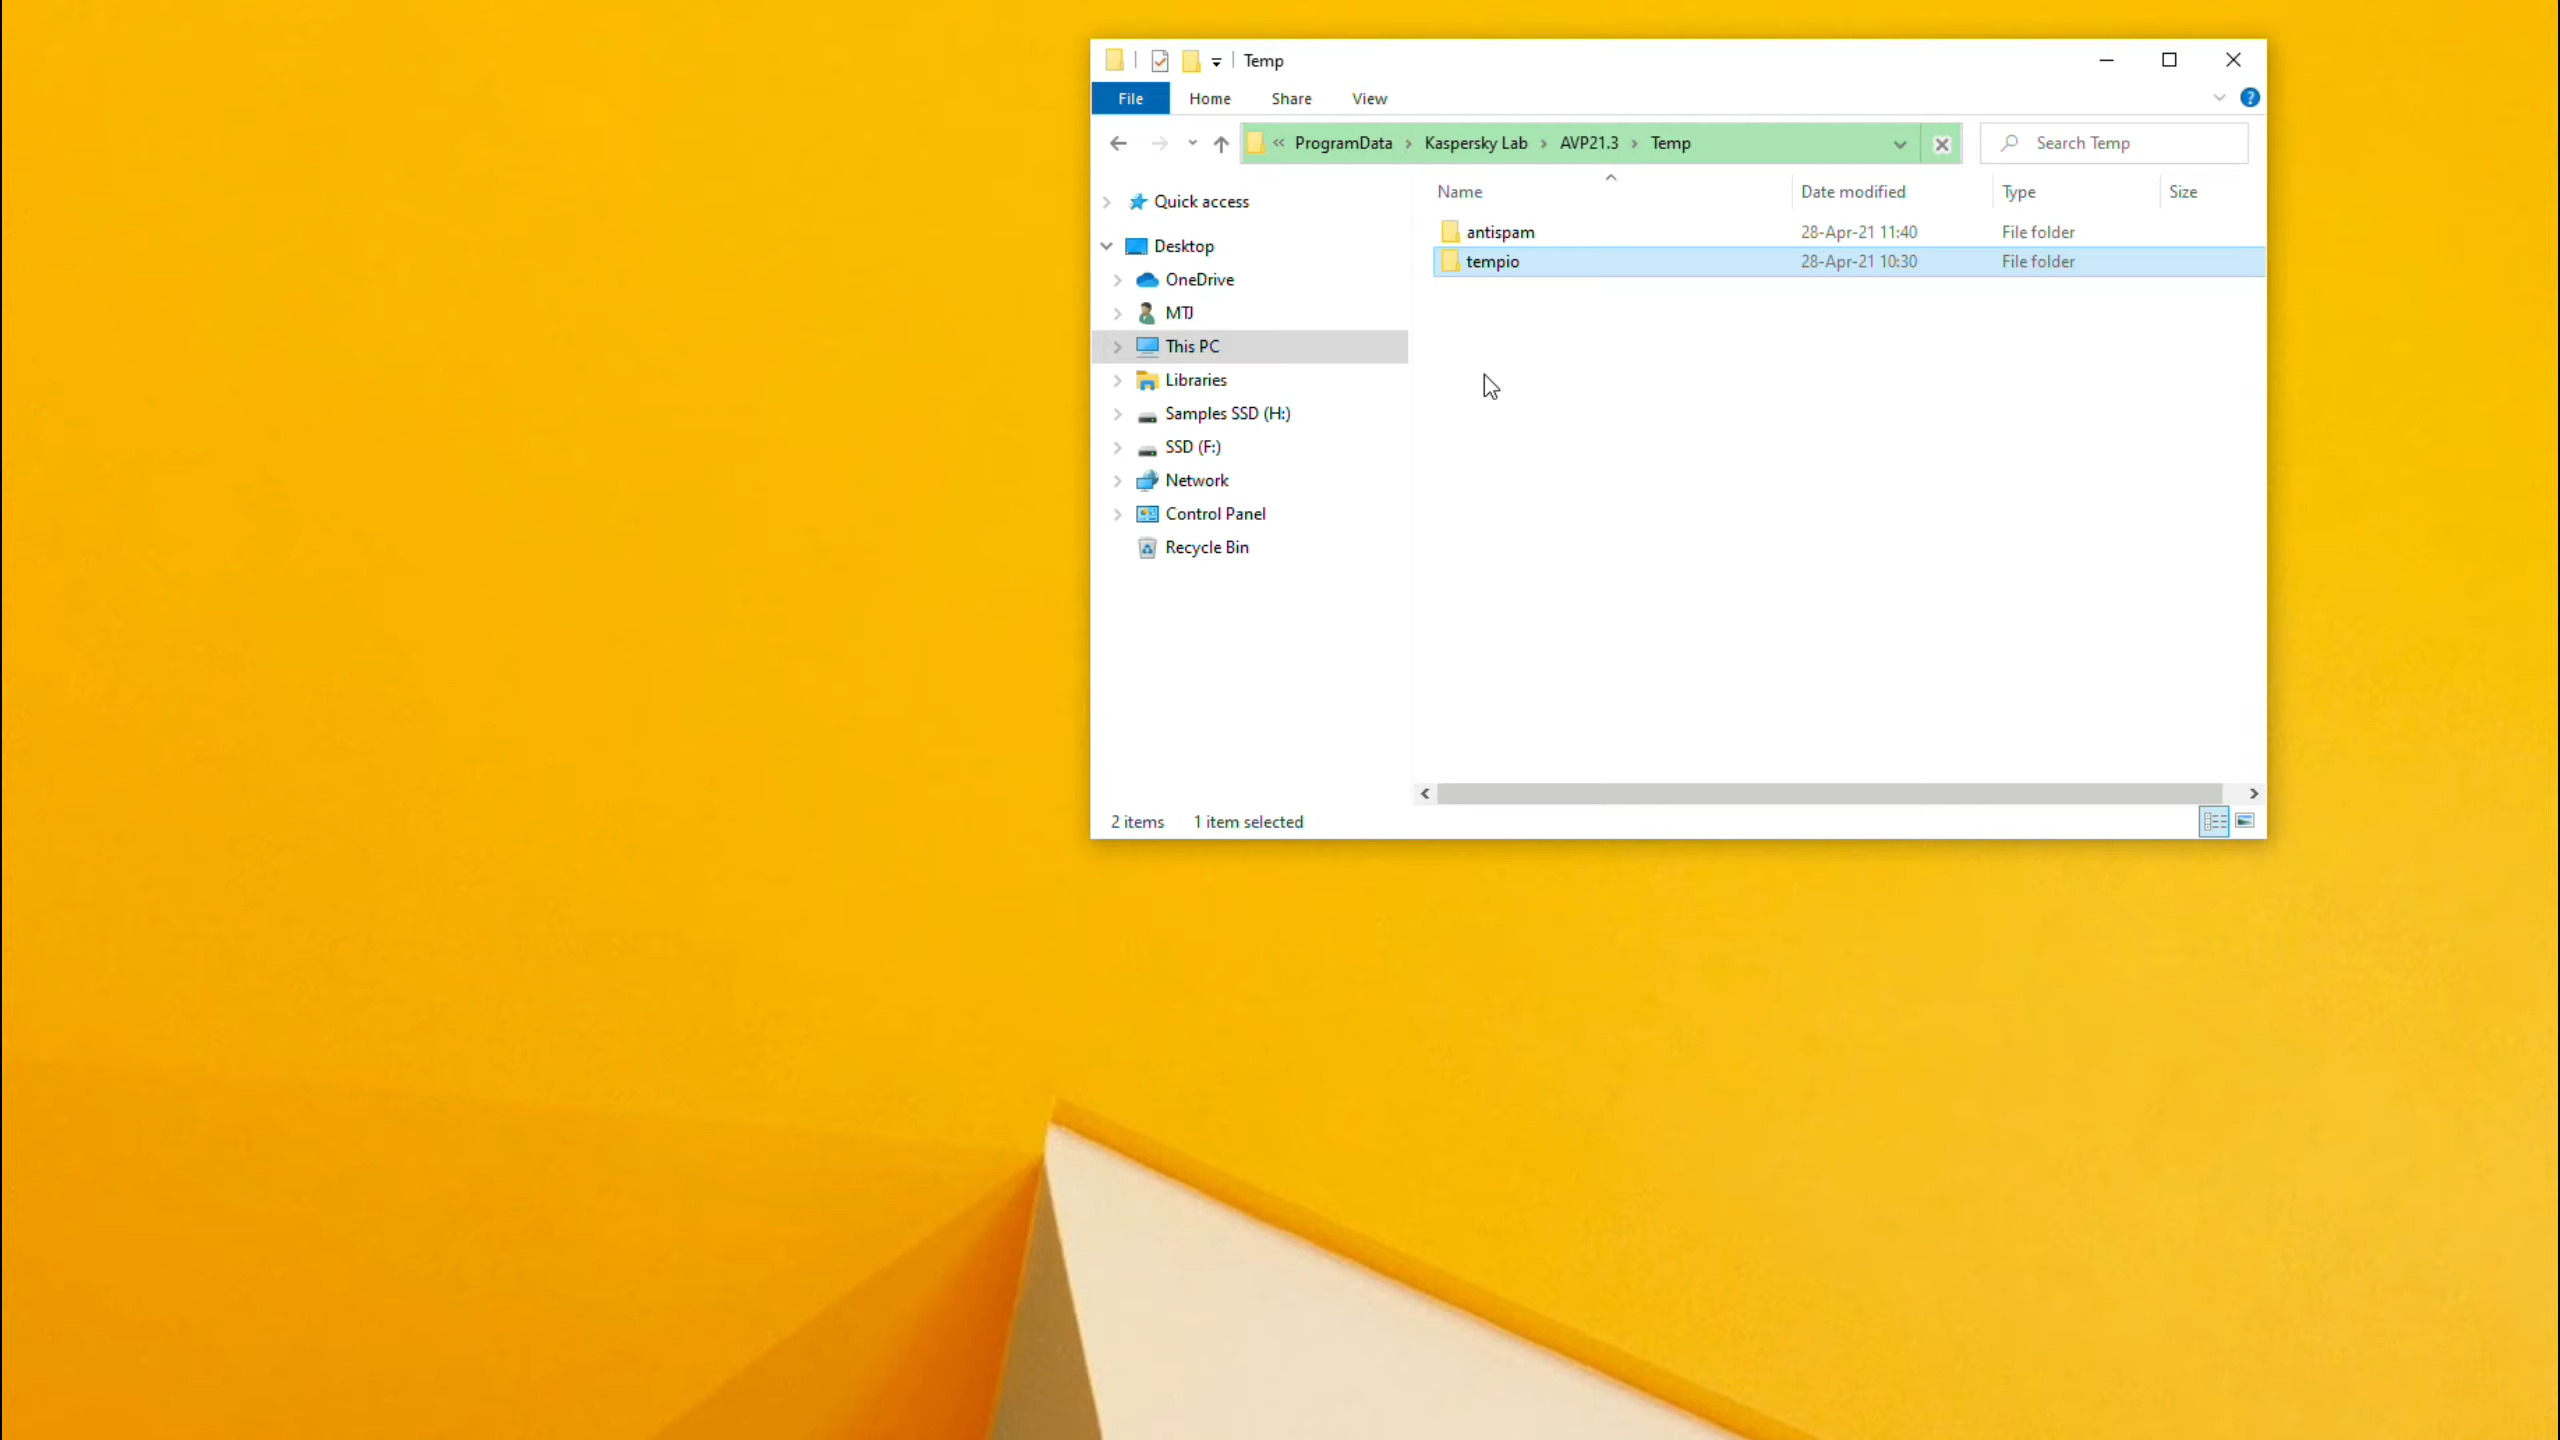 Temp
File Home Share View
« ProgramData > Kaspersky Lab > AVP21.3 > Temp
Search Temp
Name Date modified Type Size
antispam 28-Apr-21 11:40 File folder
tempio 28-Apr-21 10:30 File folder
Quick access
Desktop
OneDrive
MTJ
This PC
Libraries
Samples SSD (H:)
SSD (F:)
Network
Control Panel
Recycle Bin
2 items 1 item selected